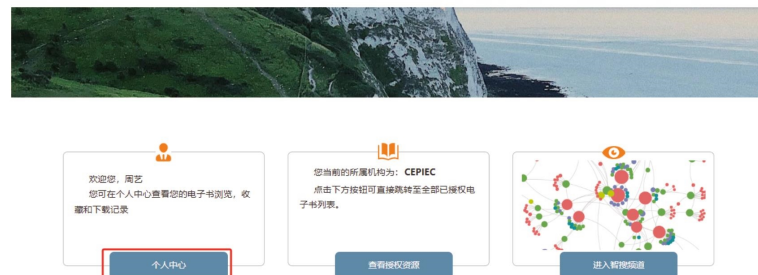 欢迎您，周艺
您可在个人中心查看您的电子书浏览，收
藏和下载记录
个人中心
您当前的所属机构为：CEPIEC
点击下方按钮可直接跳转至全部已授权电
子书列表。
查看授权资源
进入智搜频道